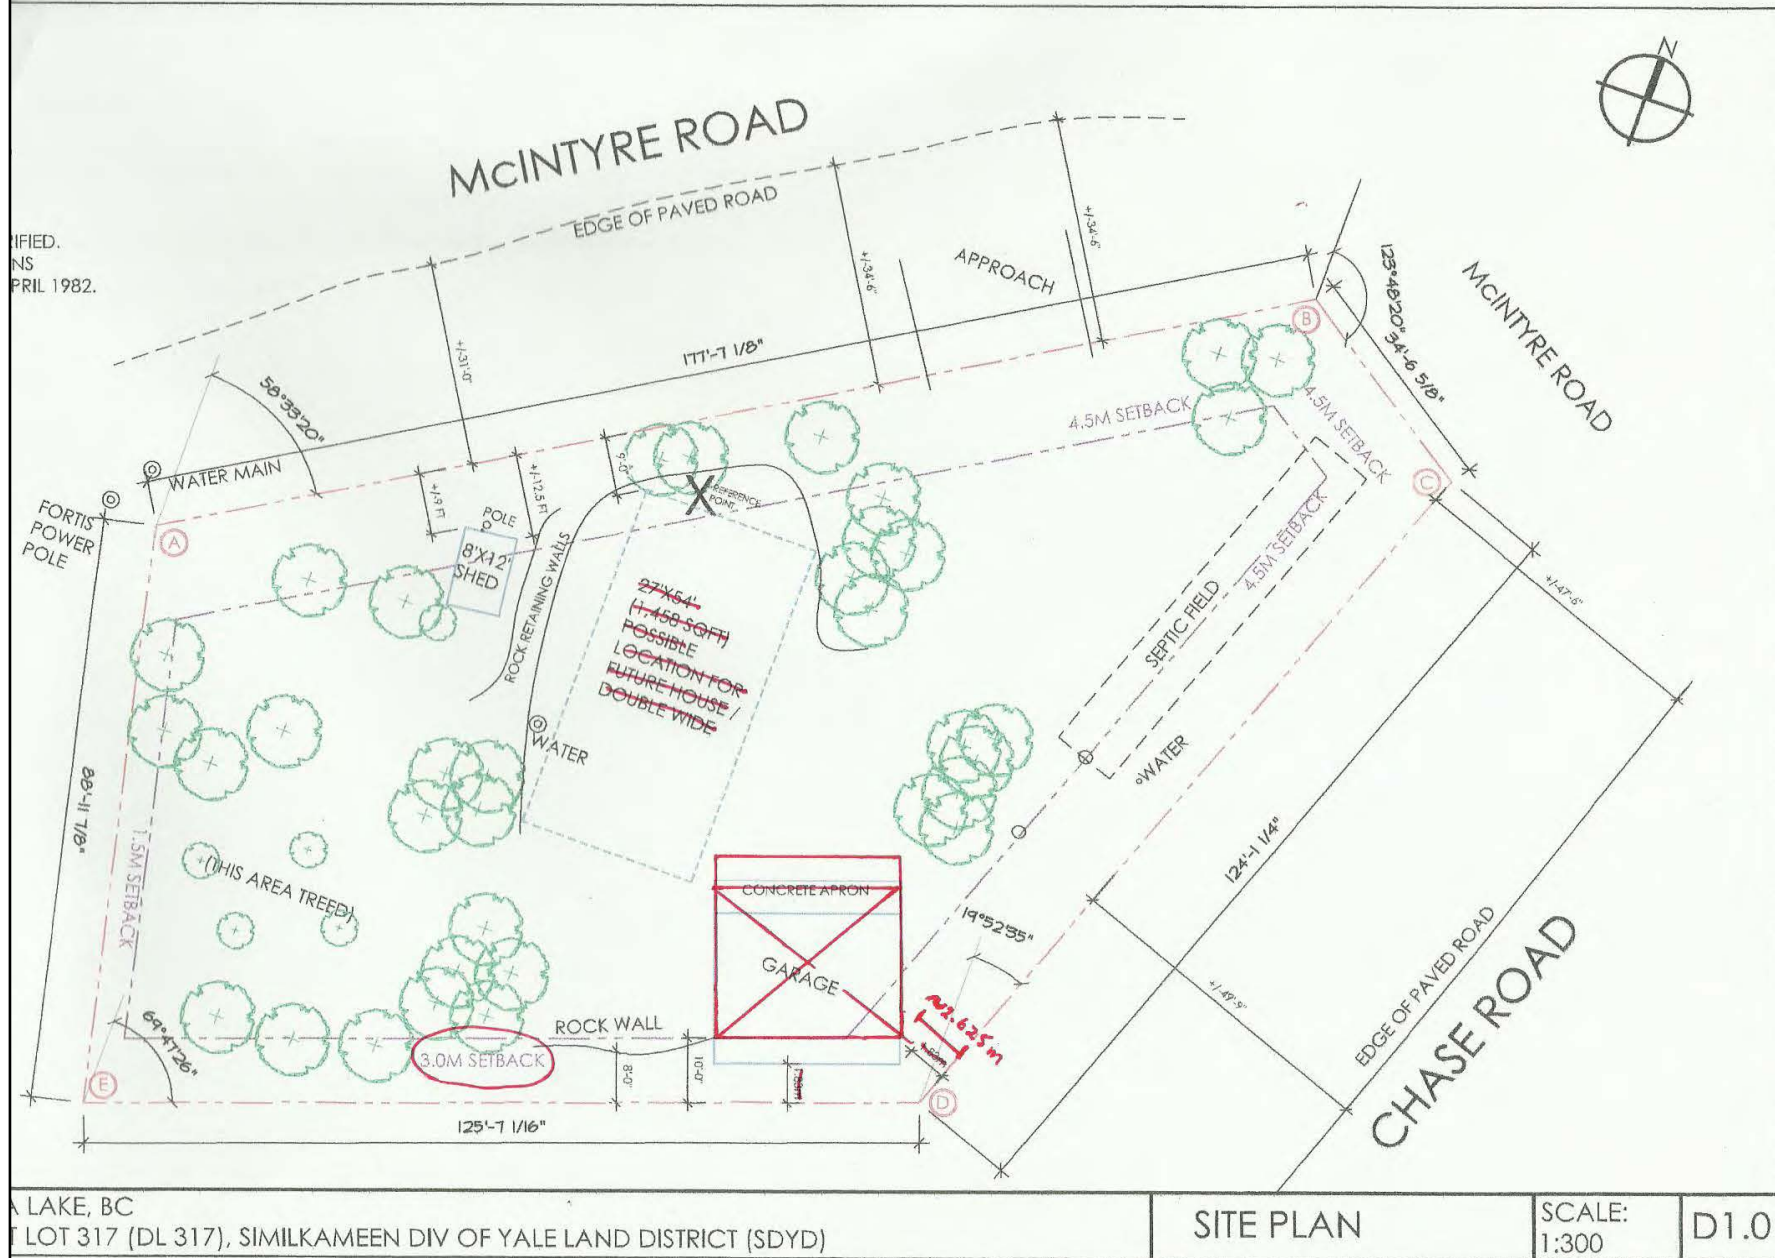 N
McINTYRE ROAD
EDGE OF PAVED ROAD
IFIED.
NS
PRIL 1982.
+/-31'-0"
+/-34'-6"
APPROACH
+/-34'-6"
177'-7 1/8"
58°33'20"
WATER MAIN
FORTIS
POWER
POLE
A
B
123°48'20"
34'-6 5/8"
McINTYRE ROAD
4.5M SETBACK
4.5M SETBACK
C
+/-9 FT
+/-12.5 FT
9'-0"
POLE
8'X12'
SHED
REFERENCE
POINT
X
ROCK RETAINING WALLS
27'X54'
(1,458 SQFT)
POSSIBLE
LOCATION FOR
FUTURE HOUSE /
DOUBLE WIDE
WATER
SEPTIC FIELD
4.5M SETBACK
WATER
+/-47'-6"
124'-1 1/4"
88'-11 7/8"
1.5M SETBACK
(THIS AREA TREED)
CONCRETE APRON
GARAGE
19°52'35"
~2.625m
+/-49'-9"
EDGE OF PAVED ROAD
CHASE ROAD
69°47'26"
E
3.0M SETBACK
ROCK WALL
8'-0"
10'-0"
D
125'-7 1/16"
A LAKE, BC
T LOT 317 (DL 317), SIMILKAMEEN DIV OF YALE LAND DISTRICT (SDYD)
SITE PLAN
SCALE:
1:300
D1.0